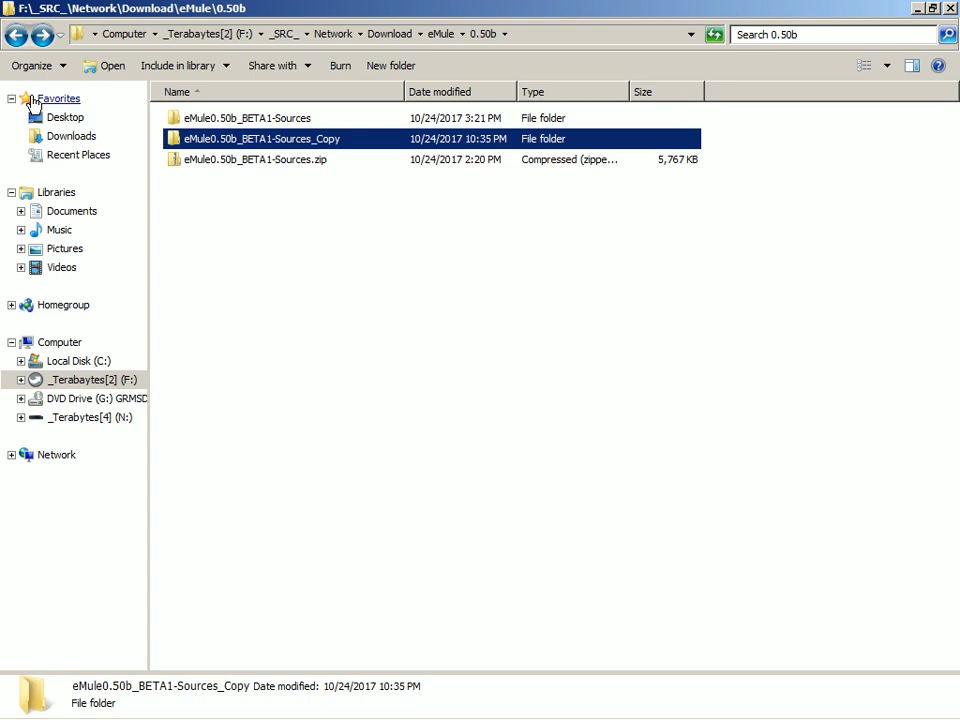 F:\_SRC_\Network\Download\eMule\0.50b
Computer _Terabaytes[2] (F:) _SRC_ Network Download eMule 0.50b Search 0.50b
Organize Open Include in library Share with Burn New folder
Name Date modified Type Size
Favorites
Desktop
Downloads
Recent Places
Libraries
Documents
Music
Pictures
Videos
Homegroup
Computer
Local Disk (C:)
_Terabaytes[2] (F:)
DVD Drive (G:) GRMSD
_Terabytes[4] (N:)
Network
eMule0.50b_BETA1-Sources 10/24/2017 3:21 PM File folder
eMule0.50b_BETA1-Sources_Copy 10/24/2017 10:35 PM File folder
eMule0.50b_BETA1-Sources.zip 10/24/2017 2:20 PM Compressed (zippe... 5,767 KB
eMule0.50b_BETA1-Sources_Copy Date modified: 10/24/2017 10:35 PM
File folder